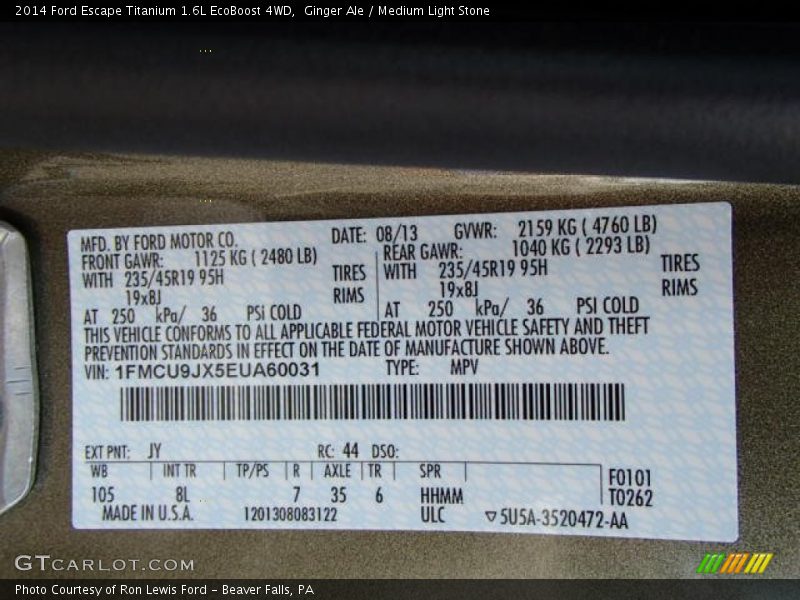 2014 Ford Escape Titanium 1.6L EcoBoost 4WD,  Ginger Ale / Medium Light Stone
MFD. BY FORD MOTOR CO. DATE: 08/13 GVWR: 2159 KG ( 4760 LB)
FRONT GAWR: 1125 KG ( 2480 LB) REAR GAWR: 1040 KG ( 2293 LB)
WITH 235/45R19 95H TIRES WITH 235/45R19 95H TIRES
19x8J RIMS 19x8J RIMS
AT 250 kPa/ 36 PSI COLD AT 250 kPa/ 36 PSI COLD
THIS VEHICLE CONFORMS TO ALL APPLICABLE FEDERAL MOTOR VEHICLE SAFETY AND THEFT
PREVENTION STANDARDS IN EFFECT ON THE DATE OF MANUFACTURE SHOWN ABOVE.
VIN: 1FMCU9JX5EUA60031 TYPE: MPV
EXT PNT: JY RC: 44 DSO:
WB INT TR TP/PS R AXLE TR SPR F0101
105 8L 7 35 6 HHMM T0262
MADE IN U.S.A. 1201308083122 ULC ▽5U5A-3520472-AA
GTCARLOT.COM
Photo Courtesy of Ron Lewis Ford – Beaver Falls, PA